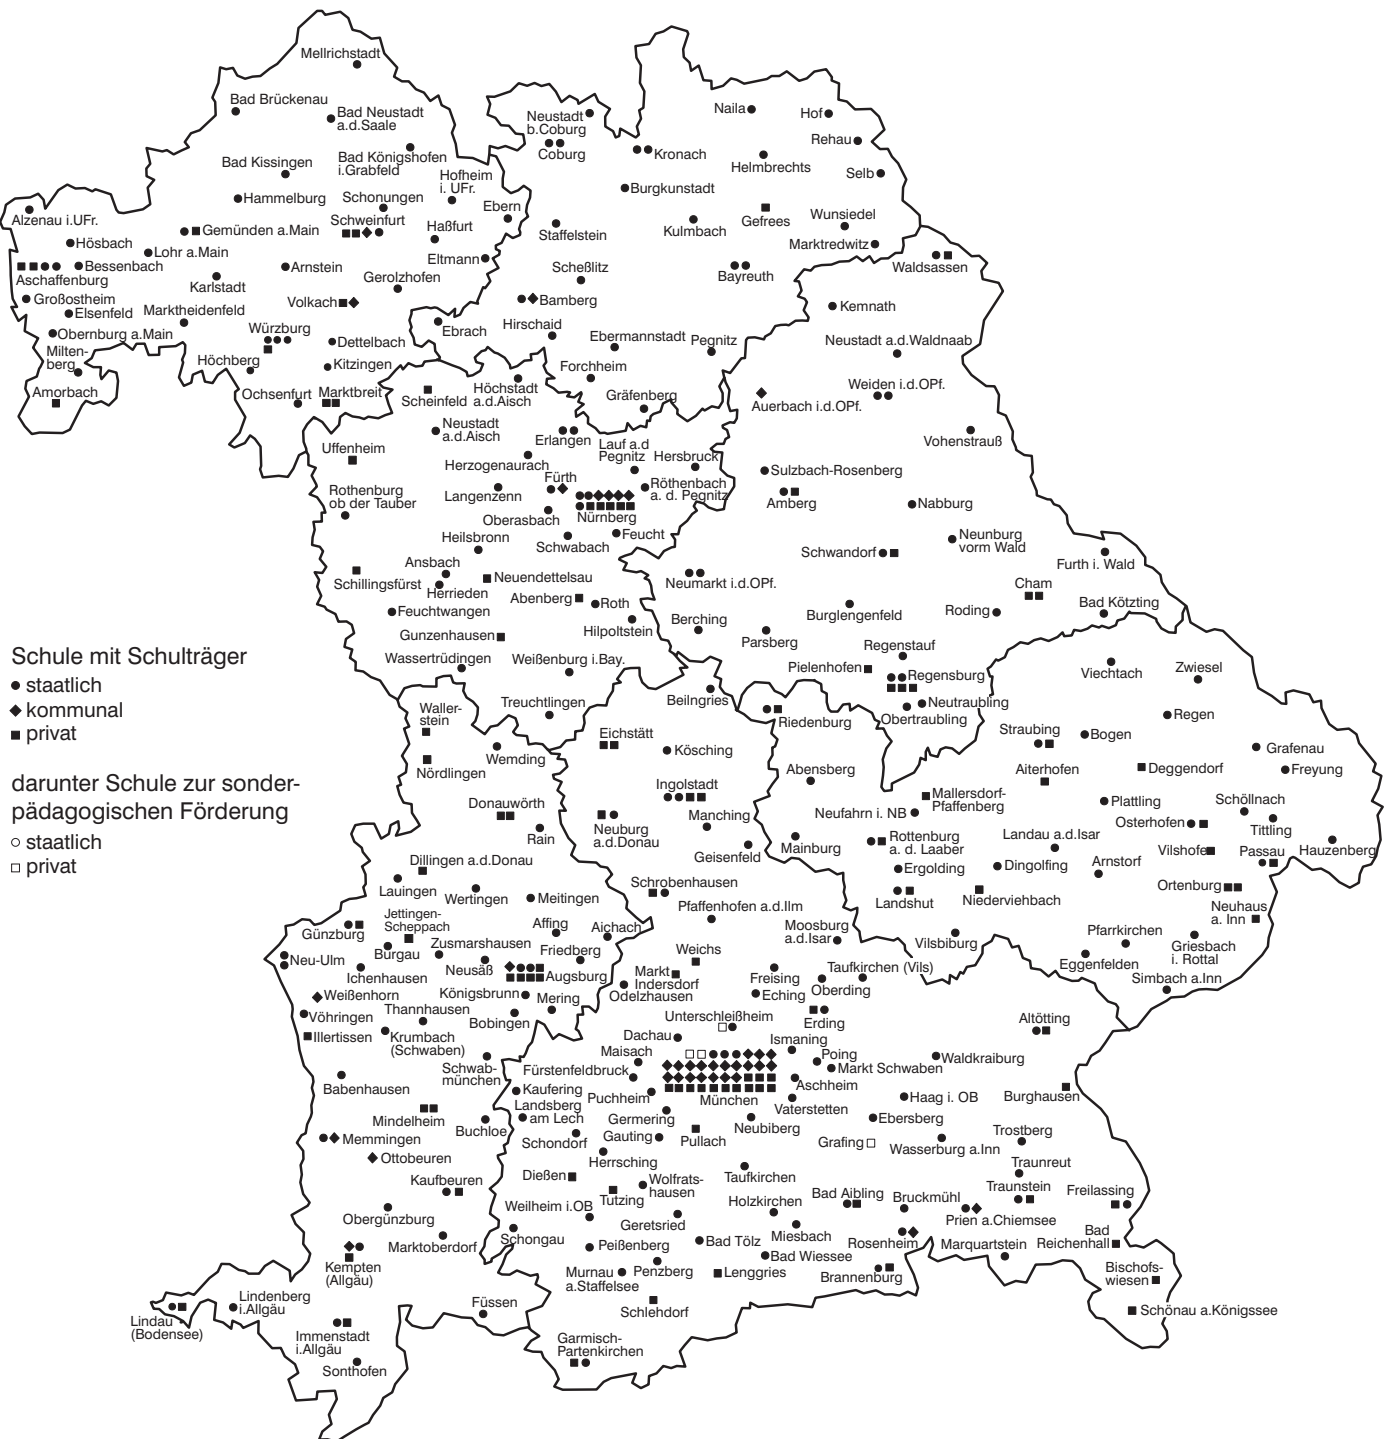 Mellrichstadt
Bad Brückenau
Bad Neustadt
a.d.Saale
Bad Kissingen
Bad Königshofen
i.Grabfeld
Hofheim
i. UFr.
Hammelburg
Schonungen
Ebern
Alzenau i.UFr.
Gemünden a.Main
Schweinfurt
Haßfurt
Hösbach
Lohr a.Main
Bessenbach
Aschaffenburg
Arnstein
Eltmann
Karlstadt
Gerolzhofen
Großostheim
Elsenfeld
Marktheidenfeld
Volkach
Obernburg a.Main
Würzburg
Dettelbach
Milten-
berg
Höchberg
Kitzingen
Amorbach
Ochsenfurt
Marktbreit
Neustadt
b.Coburg
Coburg
Kronach
Naila
Hof
Rehau
Helmbrechts
Selb
Burgkunstadt
Gefrees
Wunsiedel
Staffelstein
Kulmbach
Marktredwitz
Scheßlitz
Bayreuth
Bamberg
Ebrach
Hirschaid
Ebermannstadt
Pegnitz
Forchheim
Gräfenberg
Waldsassen
Kemnath
Neustadt a.d.Waldnaab
Weiden i.d.OPf.
Auerbach i.d.OPf.
Vohenstrauß
Sulzbach-Rosenberg
Amberg
Nabburg
Neunburg
vorm Wald
Schwandorf
Furth i. Wald
Neumarkt i.d.OPf.
Cham
Bad Kötzting
Burglengenfeld
Roding
Berching
Parsberg
Regenstauf
Pielenhofen
Regensburg
Neutraubling
Obertraubling
Riedenburg
Scheinfeld
Höchstadt
a.d.Aisch
Neustadt
a.d.Aisch
Erlangen
Lauf a.d
Pegnitz
Hersbruck
Uffenheim
Herzogenaurach
Fürth
Röthenbach
a. d. Pegnitz
Rothenburg
ob der Tauber
Langenzenn
Nürnberg
Oberasbach
Heilsbronn
Schwabach
Feucht
Ansbach
Schillingsfürst
Herrieden
Neuendettelsau
Abenberg
Roth
Feuchtwangen
Hilpoltstein
Gunzenhausen
Wassertrüdingen
Weißenburg i.Bay.
Treuchtlingen
Schule mit Schulträger
staatlich
kommunal
privat
darunter Schule zur sonder-
pädagogischen Förderung
staatlich
privat
Viechtach
Zwiesel
Regen
Straubing
Bogen
Grafenau
Freyung
Abensberg
Aiterhofen
Deggendorf
Mallersdorf-
Pfaffenberg
Neufahrn i. NB
Plattling
Schöllnach
Osterhofen
Tittling
Mainburg
Rottenburg
a. d. Laaber
Landau a.d.Isar
Vilshofe
Passau
Hauzenberg
Ergolding
Dingolfing
Arnstorf
Landshut
Niederviehbach
Ortenburg
Neuhaus
a. Inn
Vilsbiburg
Pfarrkirchen
Griesbach
i. Rottal
Eggenfelden
Simbach a.Inn
Waller-
stein
Nördlingen
Wemding
Donauwörth
Rain
Dillingen a.d.Donau
Lauingen
Wertingen
Meitingen
Günzburg
Jettingen-
Scheppach
Affing
Aichach
Burgau
Zusmarshausen
Friedberg
Neu-Ulm
Ichenhausen
Neusäß
Augsburg
Weißenhorn
Königsbrunn
Mering
Vöhringen
Thannhausen
Bobingen
Illertissen
Krumbach
(Schwaben)
Schwab-
münchen
Babenhausen
Mindelheim
Buchloe
Memmingen
Ottobeuren
Kaufbeuren
Obergünzburg
Marktoberdorf
Kempten
(Allgäu)
Lindau
(Bodensee)
Lindenberg
i.Allgäu
Füssen
Immenstadt
i.Allgäu
Sonthofen
Beilngries
Eichstätt
Kösching
Ingolstadt
Neuburg
a.d.Donau
Manching
Geisenfeld
Schrobenhausen
Pfaffenhofen a.d.Ilm
Moosburg
a.d.Isar
Weichs
Markt
Indersdorf
Odelzhausen
Freising
Taufkirchen (Vils)
Eching
Oberding
Unterschleißheim
Erding
Altötting
Dachau
Ismaning
Maisach
Poing
Waldkraiburg
Fürstenfeldbruck
Markt Schwaben
Kaufering
Puchheim
München
Aschheim
Haag i. OB
Burghausen
Landsberg
am Lech
Germering
Vaterstetten
Ebersberg
Schondorf
Gauting
Pullach
Neubiberg
Grafing
Wasserburg a.Inn
Trostberg
Herrsching
Traunreut
Dießen
Wolfrats-
hausen
Taufkirchen
Traunstein
Tutzing
Holzkirchen
Bad Aibling
Bruckmühl
Freilassing
Weilheim i.OB
Geretsried
Miesbach
Prien a.Chiemsee
Schongau
Peißenberg
Bad Tölz
Rosenheim
Marquartstein
Bad
Reichenhall
Bad Wiessee
Murnau
a.Staffelsee
Penzberg
Lenggries
Brannenburg
Bischofs-
wiesen
Schlehdorf
Schönau a.Königssee
Garmisch-
Partenkirchen